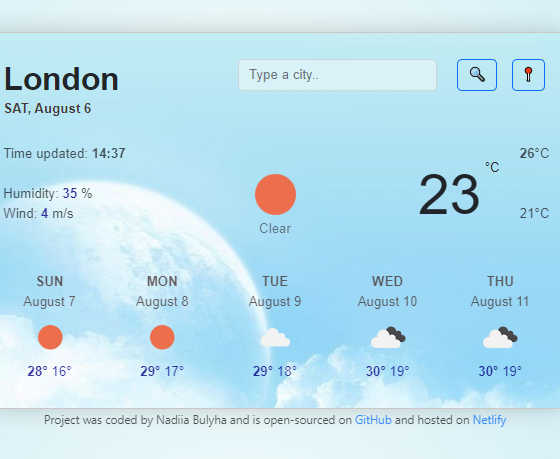 London
Type a city..
SAT, August 6
Time updated: 14:37
26°C
°C
23
Humidity: 35 %
Wind: 4 m/s
21°C
Clear
SUN MON TUE WED THU
August 7 August 8 August 9 August 10 August 11
28° 16° 29° 17° 29° 18° 30° 19° 30° 19°
Project was coded by Nadiia Bulyha and is open-sourced on GitHub and hosted on Netlify